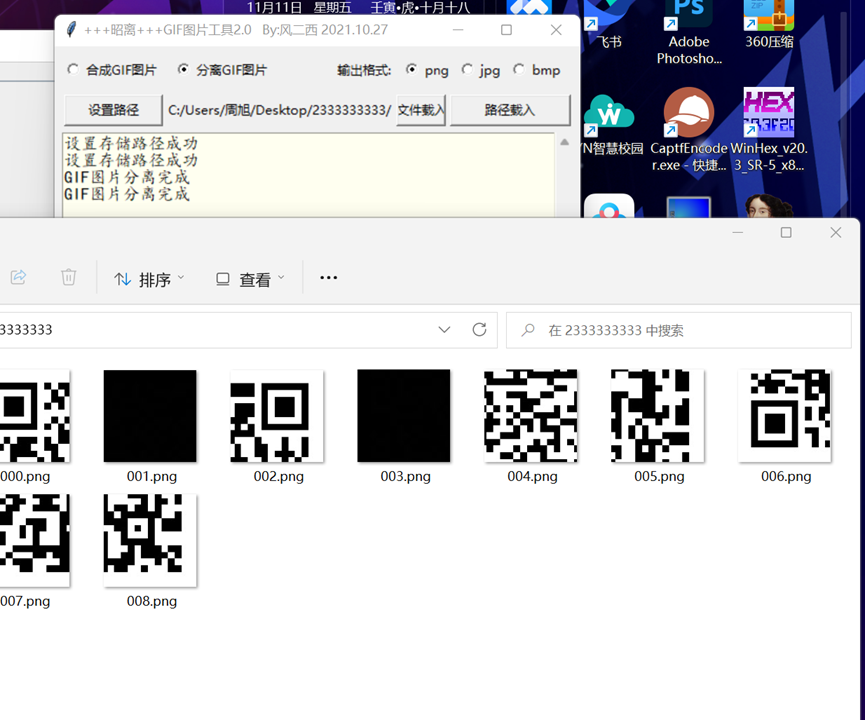 11月11日 星期五 壬寅•虎•十月十八
+++昭离+++GIF图片工具2.0 By:风二西 2021.10.27
合成GIF图片 分离GIF图片 输出格式: png jpg bmp
设置路径 C:/Users/周旭/Desktop/2333333333/ 文件载入 路径载入
设置存储路径成功
设置存储路径成功
GIF图片分离完成
GIF图片分离完成
飞书
Ps
Adobe
Photosho...
ZIP
360压缩
W
YN智慧校园
CaptfEncode
r.exe - 快捷...
HEX
WinHex_v20.
3_SR-5_x8...
排序 查看
3333333
在 2333333333 中搜索
000.png 001.png 002.png 003.png 004.png 005.png 006.png
007.png 008.png